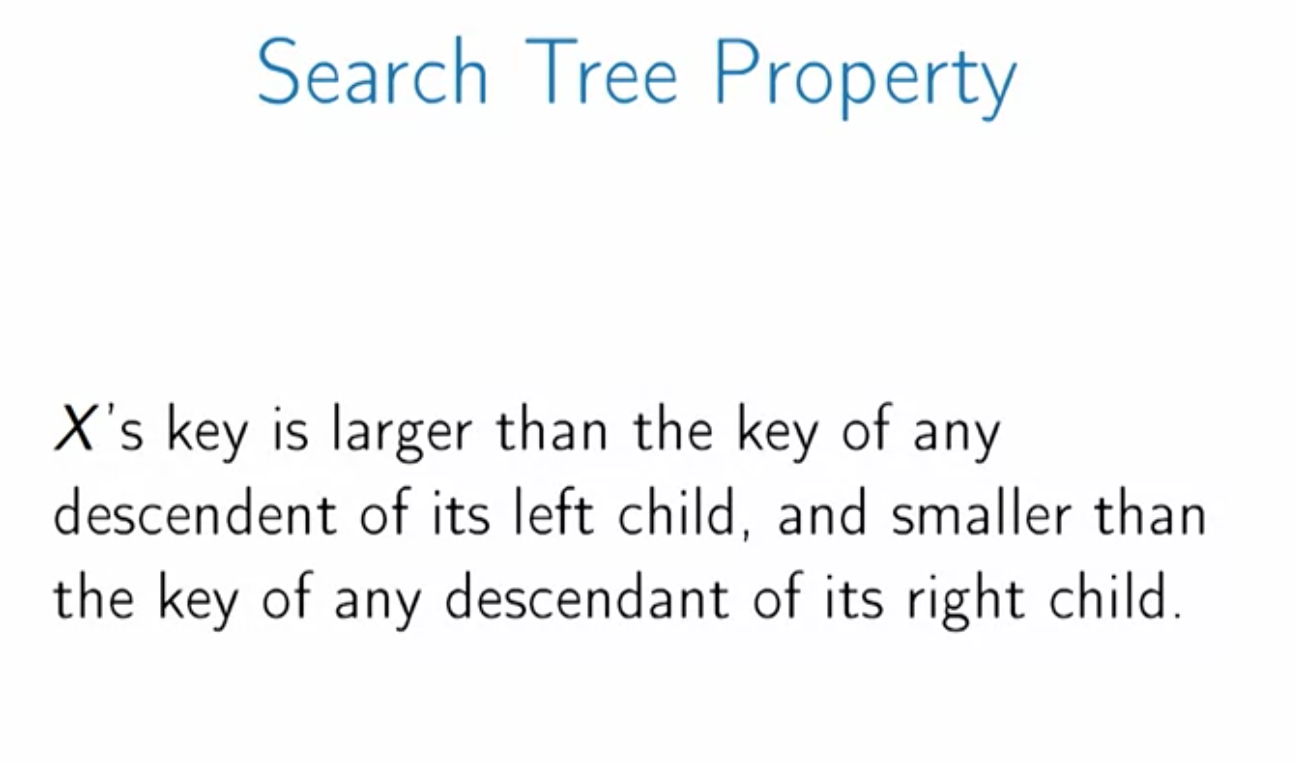 Search Tree Property
X's key is larger than the key of any
descendent of its left child, and smaller than
the key of any descendant of its right child.